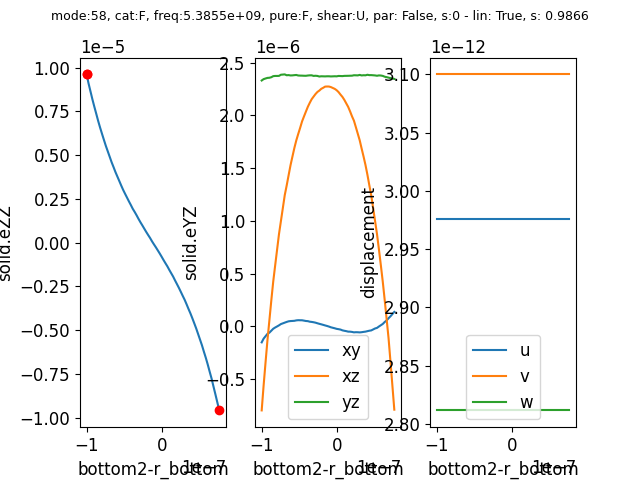 mode:58, cat:F, freq:5.3855e+09, pure:F, shear:U, par: False, s:0 - lin: True, s: 0.9866
1e−5
1.00
0.75
0.50
0.25
0.00
−0.25
−0.50
−0.75
−1.00
solid.eZZ
−1
0
1e−7
bottom2-r_bottom
1e−6
2.5
2.0
1.5
1.0
0.5
0.0
−0.5
solid.eYZ
xy
xz
yz
−1
0
1e−7
bottom2-r_bottom
1e−12
3.10
3.05
3.00
2.95
2.90
2.85
2.80
displacement
u
v
w
−1
0
1e−7
bottom2-r_bottom